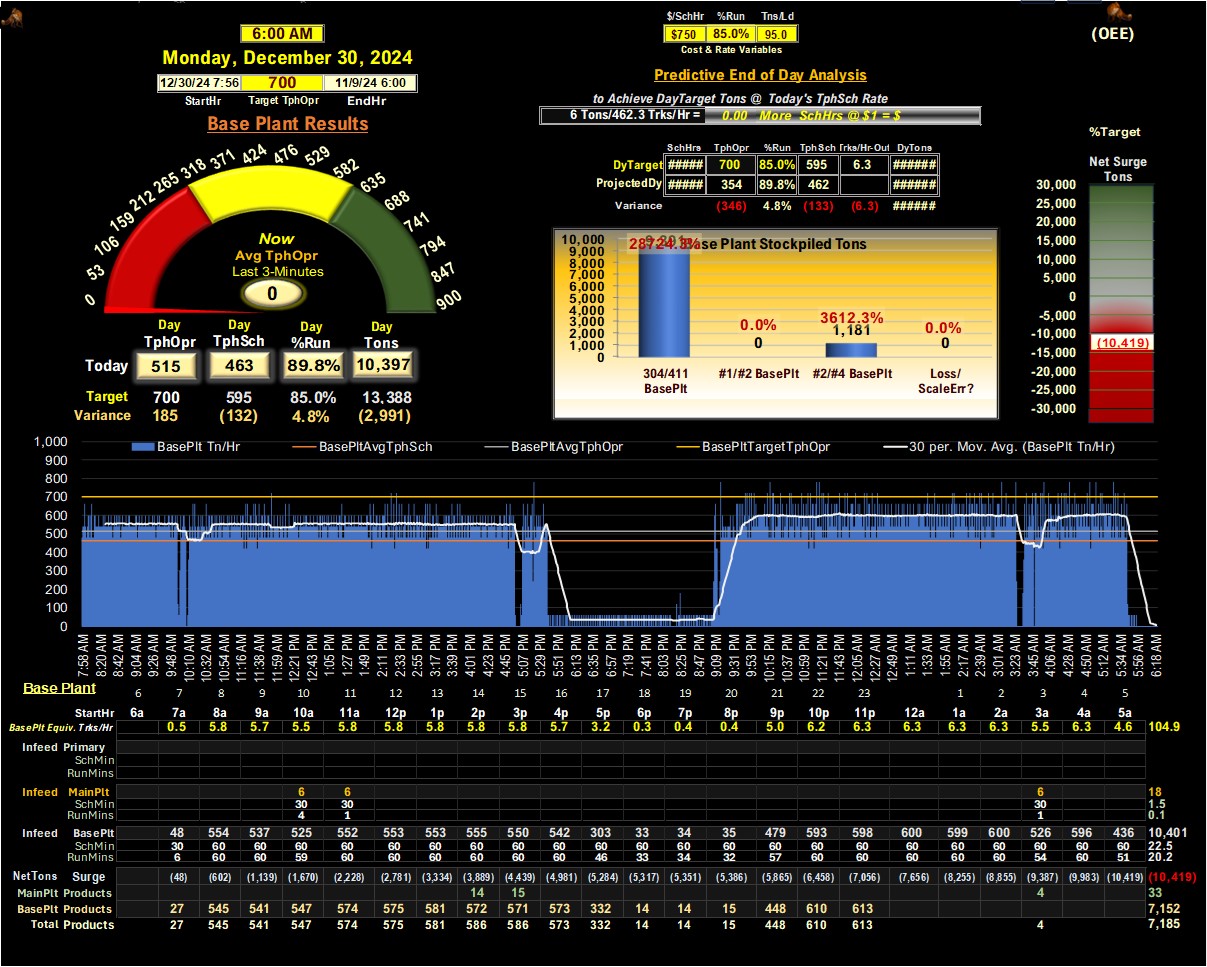 6:00 AM
Monday, December 30, 2024
12/30/24 7:56 700 11/9/24 6:00
StartHr Target TphOpr EndHr
Base Plant Results
0 53 106 159 212 265 318 371 424 476 529 582 635 688 741 794 847 900
Now
Avg TphOpr
Last 3-Minutes
0
Day TphOpr Day TphSch Day %Run Day Tons
Today 515 463 89.8% 10,397
Target 700 595 85.0% 13.388
Variance 185 (132) 4.8% (2,991)
$/SchHr %Run Tns/Ld
$750 85.0% 95.0
Cost & Rate Variables
Predictive End of Day Analysis
to Achieve DayTarget Tons @ Today's TphSch Rate
6 Tons/462.3 Trks/Hr = 0.00 More SchHrs @ $1 = $
SchHrs TphOpr %Run TphSch Trks/Hr-Out DyTons
DyTarget ##### 700 85.0% 595 6.3 ######
ProjectedDy ##### 354 89.8% 462 ######
Variance (346) 4.8% (133) (6.3) ######
Base Plant Stockpiled Tons
10,000
9,000
8,000
7,000
6,000
5,000
4,000
3,000
2,000
1,000
0
28724.3%
0.0%
0
3612.3%
1,181
0.0%
0
304/411 BasePlt
#1/#2 BasePlt
#2/#4 BasePlt
Loss/ ScaleErr?
(OEE)
%Target
Net Surge
Tons
30,000
25,000
20,000
15,000
10,000
5,000
0
-5,000
-10,000
(10,419)
-15,000
-20,000
-25,000
-30,000
BasePlt Tn/Hr BasePltAvgTphSch BasePltAvgTphOpr BasePltTargetTphOpr 30 per. Mov. Avg. (BasePlt Tn/Hr)
1,000
900
800
700
600
500
400
300
200
100
0
7:58 AM 8:20 AM 8:42 AM 9:04 AM 9:26 AM 9:48 AM 10:10 AM 10:32 AM 10:54 AM 11:16 AM 11:38 AM 11:59 AM 12:21 PM 12:43 PM 1:05 PM 1:27 PM 1:49 PM 2:11 PM 2:33 PM 2:55 PM 3:17 PM 3:39 PM 4:01 PM 4:23 PM 4:45 PM 5:07 PM 5:29 PM 5:51 PM 6:13 PM 6:35 PM 6:57 PM 7:19 PM 7:41 PM 8:03 PM 8:25 PM 8:47 PM 9:09 PM 9:31 PM 9:53 PM 10:15 PM 10:37 PM 10:59 PM 11:21 PM 11:43 PM 12:05 AM 12:27 AM 12:49 AM 1:11 AM 1:33 AM 1:55 AM 2:17 AM 2:39 AM 3:01 AM 3:23 AM 3:45 AM 4:06 AM 4:28 AM 4:50 AM 5:12 AM 5:34 AM 5:56 AM 6:18 AM
Base Plant 6 7 8 9 10 11 12 13 14 15 16 17 18 19 20 21 22 23 1 2 3 4 5
StartHr 6a 7a 8a 9a 10a 11a 12p 1p 2p 3p 4p 5p 6p 7p 8p 9p 10p 11p 12a 1a 2a 3a 4a 5a
BasePlt Equiv. Trks/Hr 0.5 5.8 5.7 5.5 5.8 5.8 5.8 5.8 5.8 5.7 3.2 0.3 0.4 0.4 5.0 6.2 6.3 6.3 6.3 6.3 5.5 6.3 4.6 104.9
Infeed Primary
SchMin
RunMins
Infeed MainPlt 6 6 6 18
SchMin 30 30 30 1.5
RunMins 4 1 1 0.1
Infeed BasePlt 48 554 537 525 552 553 553 555 550 542 303 33 34 35 479 593 598 600 599 600 526 596 436 10,401
SchMin 30 60 60 60 60 60 60 60 60 60 60 60 60 60 60 60 60 60 60 60 60 60 60 22.5
RunMins 6 60 60 59 60 60 60 60 60 60 46 33 34 32 57 60 60 60 60 60 54 60 51 20.2
NetTons Surge (48) (602) (1,139) (1,670) (2,228) (2,781) (3,334) (3,889) (4,439) (4,981) (5,284) (5,317) (5,351) (5,386) (5,865) (6,458) (7,056) (7,656) (8,255) (8,855) (9,387) (9,983) (10,419) (10,419)
MainPlt Products 14 15 4 33
BasePlt Products 27 545 541 547 574 575 581 572 571 573 332 14 14 15 448 610 613 7,152
Total Products 27 545 541 547 574 575 581 586 586 573 332 14 14 15 448 610 613 4 7,185